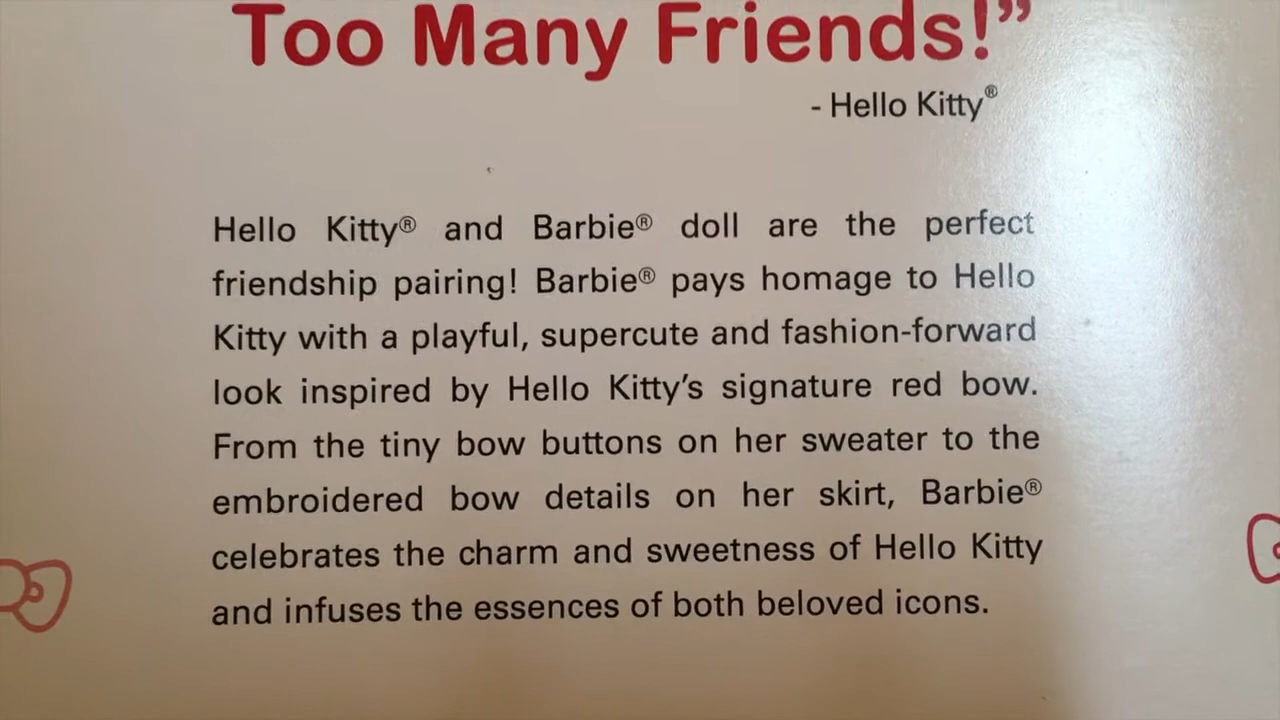 Too Many Friends!”
- Hello Kitty®
Hello Kitty® and Barbie® doll are the perfect
friendship pairing! Barbie® pays homage to Hello
Kitty with a playful, supercute and fashion-forward
look inspired by Hello Kitty’s signature red bow.
From the tiny bow buttons on her sweater to the
embroidered bow details on her skirt, Barbie®
celebrates the charm and sweetness of Hello Kitty
and infuses the essences of both beloved icons.